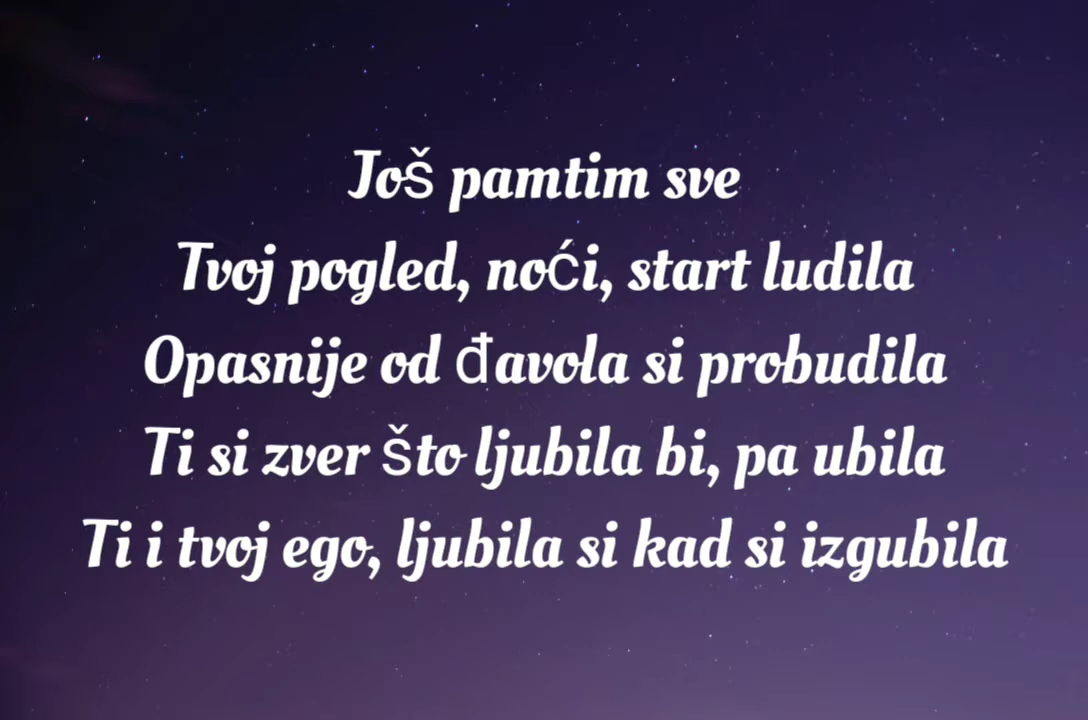 Još pamtim sve
Tvoj pogled, noći, start ludila
Opasnije od đavola si probudila
Ti si zver što ljubila bi, pa ubila
Ti i tvoj ego, ljubila si kad si izgubila